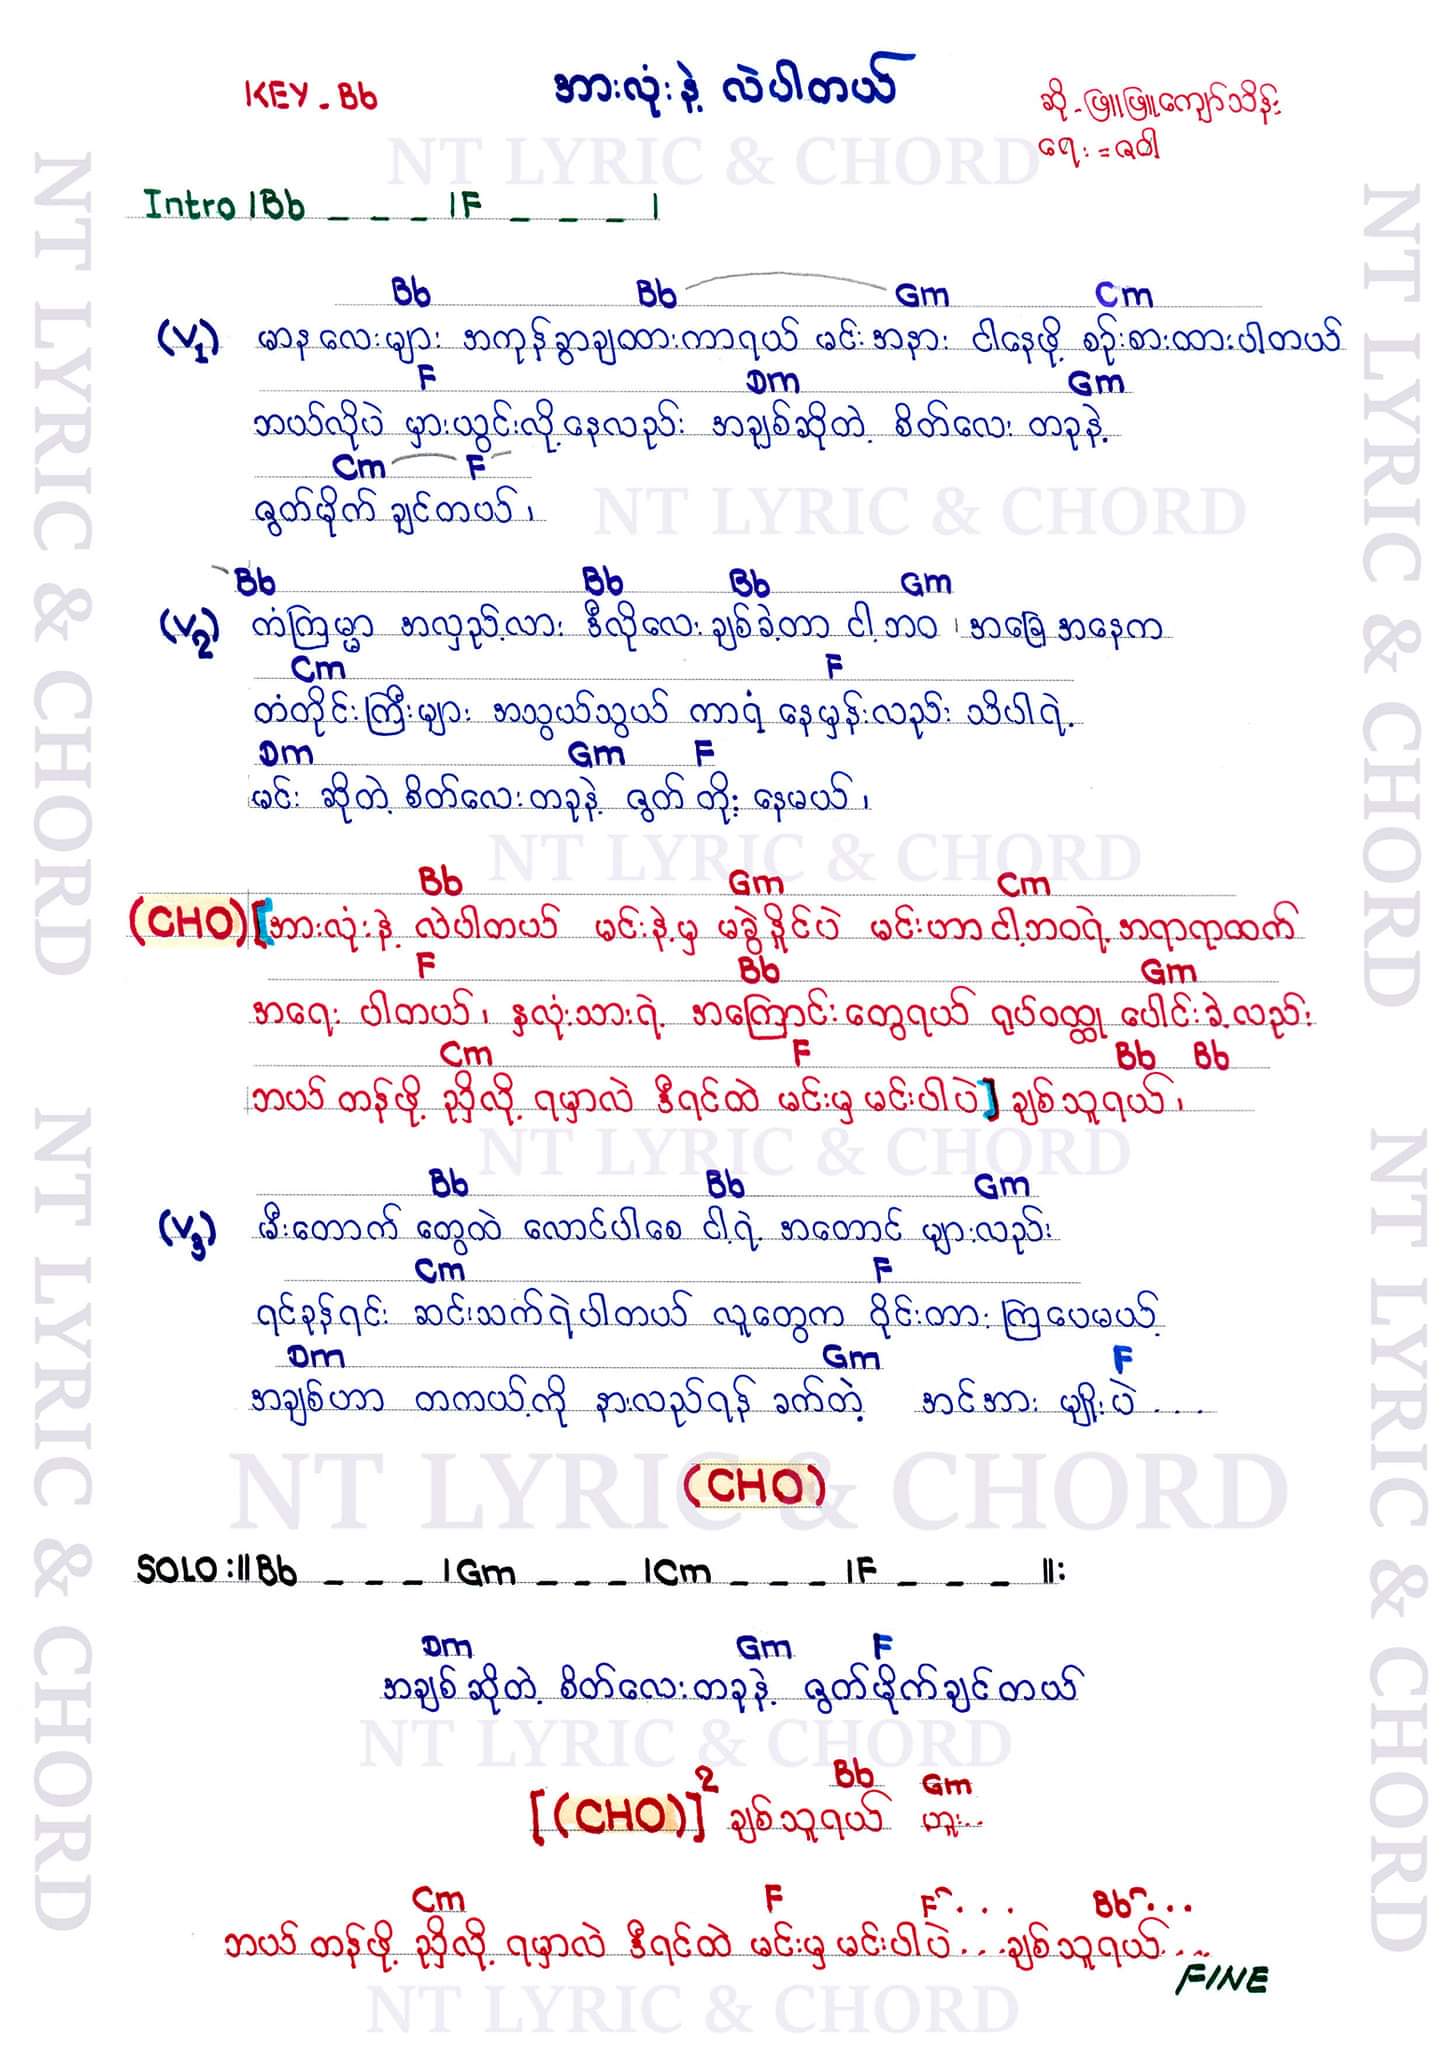 KEY - Bb
အားလုံးနဲ့ လဲပါတယ်
ဆို - ဖြူဖြူကျော်သိန်း
ရေး = ဇဝါ
NT LYRIC & CHORD
Intro | Bb _ _ _ | F _ _ _ |
Bb Bb Gm Cm
(V1) မာနလေးများ အကုန်ခွာချထားကာရယ် မင်းအနား ငါနေဖို့ စဉ်းစားထားပါတယ်
F Dm Gm
ဘယ်လိုပဲ မှားယွင်းလို့နေလည်း အချစ်ဆိုတဲ့ စိတ်လေး တခုနဲ့
Cm F
ဇွတ်မိုက် ချင်တယ်၊
NT LYRIC & CHORD
Bb Bb Bb Gm
(V2) ကံကြမ္မာ အလှည့်လား ဒီလိုလေး ချစ်ခဲ့တာ ငါ့ဘဝ ၊ အခြေအနေက
Cm F
တံတိုင်းကြီးများ အသွယ်သွယ် ကာရံ နေမှန်းလည်း သိပါရဲ့
Dm Gm F
မင်း ဆိုတဲ့ စိတ်လေးတခုနဲ့ ဇွတ် တိုး နေမယ်၊
NT LYRIC & CHORD
Bb Gm Cm
(CHO) [အားလုံးနဲ့ လဲပါတယ် မင်းနဲ့မှ မခွဲနိုင်ပဲ မင်းဟာ ငါ့ဘဝရဲ့ အရာရာထက်
F Bb Gm
အရေး ပါတယ်၊ နှလုံးသားရဲ့ အကြောင်းတွေရယ် ရုပ်ဝတ္ထု ပေါင်းခဲ့လည်း
Cm F Bb Bb
ဘယ် တန်ဖို့ ညှိလို့ ရမှာလဲ ဒီရင်ထဲ မင်းမှ မင်းပါပဲ] ချစ်သူရယ်၊
NT LYRIC & CHORD
Bb Bb Gm
(V3) မီးတောက် တွေထဲ လောင်ပါစေ ငါ့ရဲ့ အတောင် များလည်း
Cm F
ရင်ခုန်ရင်း ဆင်းသက်ရဲပါတယ် လူတွေက ဝိုင်းတား ကြပေမယ့်
Dm Gm F
အချစ်ဟာ တကယ့်ကို နားလည်ရန် ခက်တဲ့ အင်အား မျိုးပဲ ....
NT LYRIC & CHORD
(CHO)
SOLO :|| Bb _ _ _ | Gm _ _ _ | Cm _ _ _ | F _ _ _ ||:
Dm Gm F
အချစ်ဆိုတဲ့ စိတ်လေးတခုနဲ့ ဇွတ်မိုက်ချင်တယ်
NT LYRIC & CHORD
Bb Gm
[(CHO)]2 ချစ်သူရယ် ဟူး..
Cm F F... Bb...
ဘယ် တန်ဖို့ ညှိလို့ ရမှာလဲ ဒီရင်ထဲ မင်းမှ မင်းပါပဲ...ချစ်သူရယ်...
FINE
NT LYRIC & CHORD
NT LYRIC & CHORD
NT LYRIC & CHORD
NT LYRIC & CHORD
NT LYRIC & CHORD